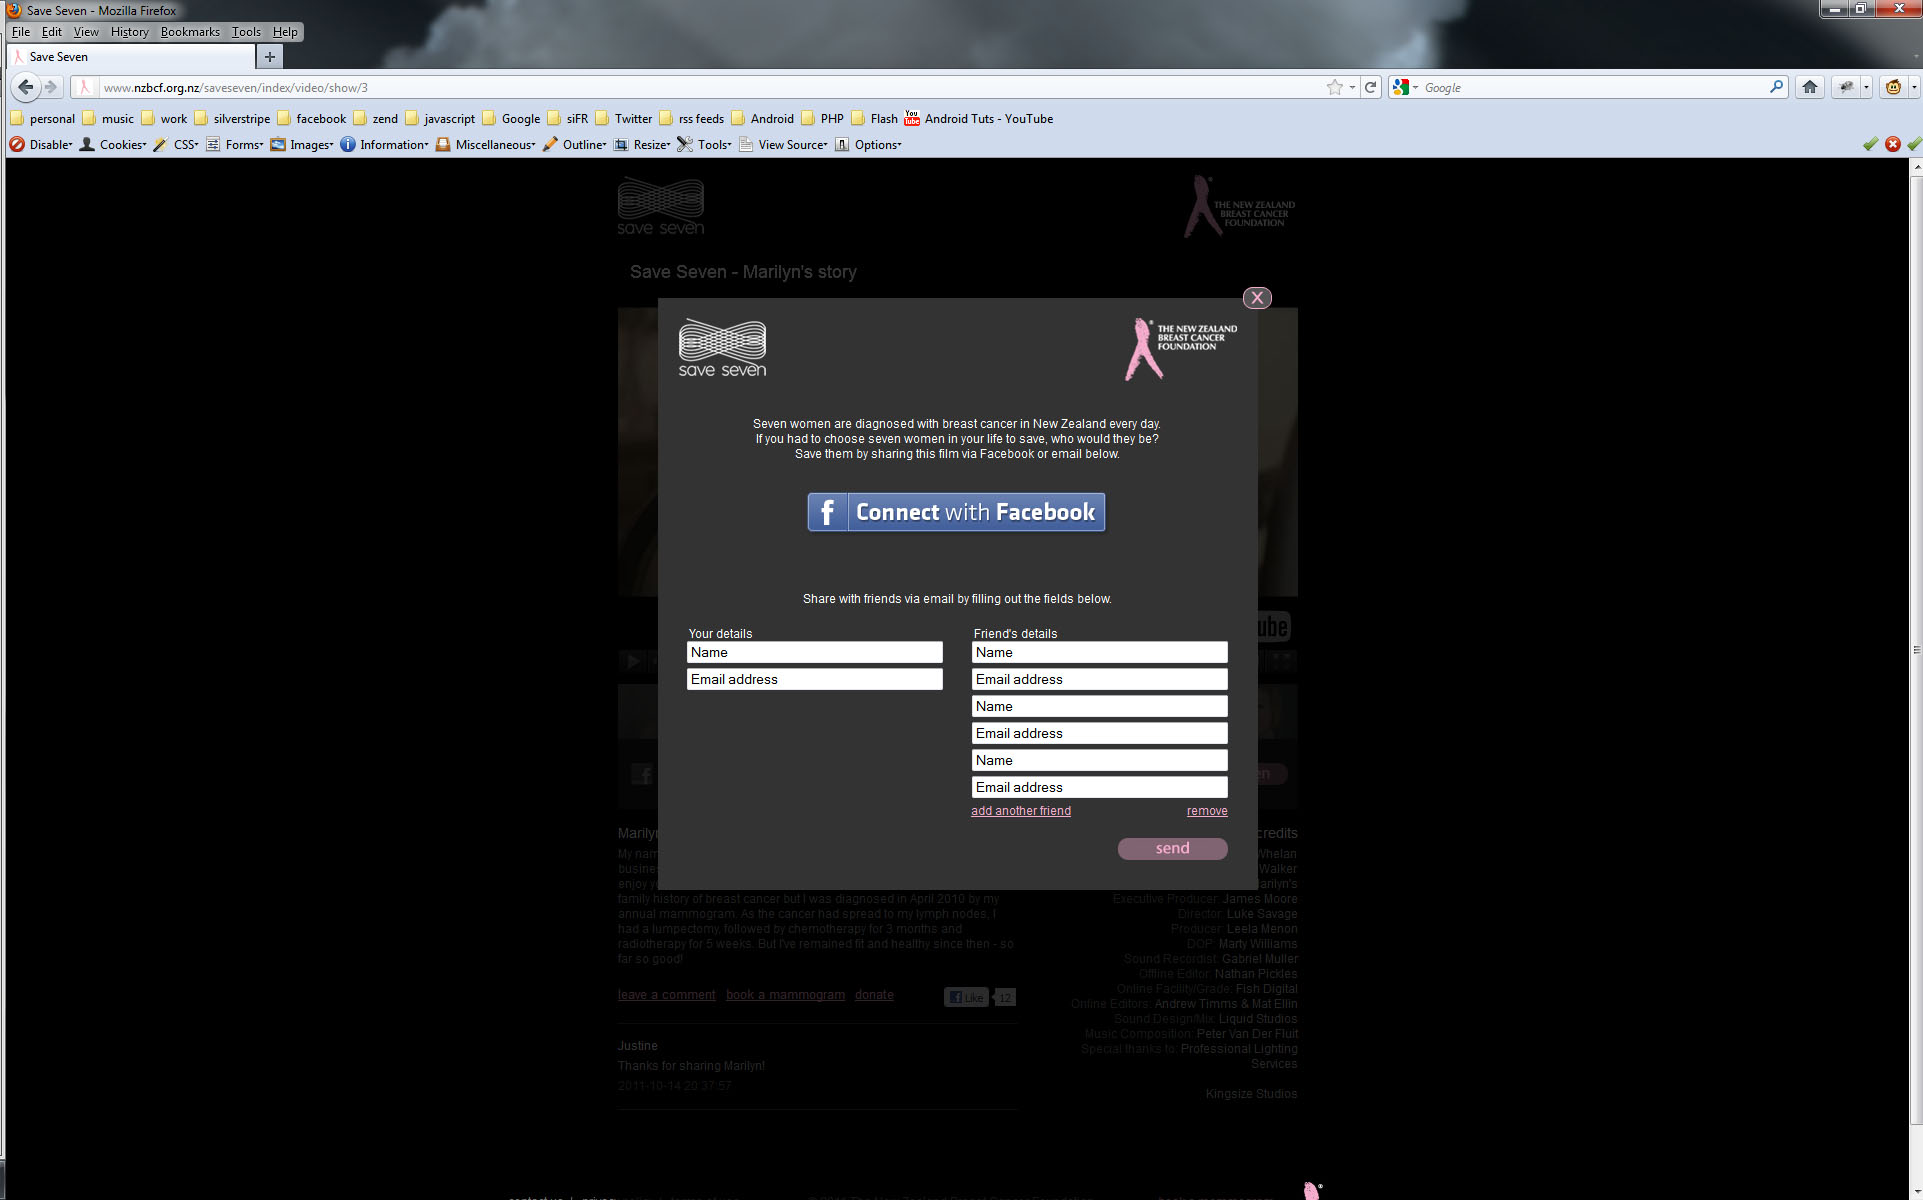 Save Seven - Mozilla Firefox
File Edit View History Bookmarks Tools Help
Save Seven
www.nzbcf.org.nz/saveseven/index/video/show/3
Google
personal music work silverstripe facebook zend javascript Google siFR Twitter rss feeds Android PHP Flash You Tube Android Tuts - YouTube
Disable Cookies CSS Forms Images Information Miscellaneous Outline Resize Tools View Source Options
save seven
THE NEW ZEALAND
BREAST CANCER
FOUNDATION
Save Seven - Marilyn's story
X
save seven
THE NEW ZEALAND
BREAST CANCER
FOUNDATION
Seven women are diagnosed with breast cancer in New Zealand every day.
If you had to choose seven women in your life to save, who would they be?
Save them by sharing this film via Facebook or email below.
f Connect with Facebook
Share with friends via email by filling out the fields below.
Your details
Name
Email address
Friend's details
Name
Email address
Name
Email address
Name
Email address
add another friend remove
send
family history of breast cancer but I was diagnosed in April 2010 by my
annual mammogram. As the cancer had spread to my lymph nodes, I
had a lumpectomy, followed by chemotherapy for 3 months and
radiotherapy for 5 weeks. But I've remained fit and healthy since then - so
far so good!
leave a comment book a mammogram donate
Like 12
Justine
Thanks for sharing Marilyn!
2011-10-14 20:37:57
credits
Whelan
Walker
Marilyn's
Executive Producer: James Moore
Director: Luke Savage
Producer: Leela Menon
DOP: Marty Williams
Sound Recordist: Gabriel Muller
Offline Editor: Nathan Pickles
Online Facility/Grade: Fish Digital
Online Editors: Andrew Timms & Mat Ellin
Sound Design/Mix: Liquid Studios
Music Composition: Peter Van Der Fluit
Special thanks to: Professional Lighting
Services
Kingsize Studios